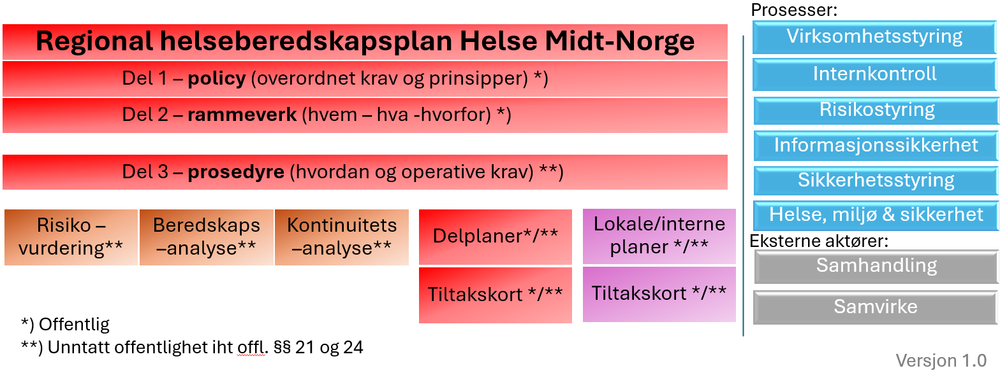 Regional helseberedskapsplan Helse Midt-Norge
Del 1 – policy (overordnet krav og prinsipper) *)
Del 2 – rammeverk (hvem – hva -hvorfor) *)
Del 3 – prosedyre (hvordan og operative krav) **)
Risiko –
vurdering**
Beredskaps
–analyse**
Kontinuitets
–analyse**
Delplaner*/**
Tiltakskort */**
Lokale/interne
planer */**
Tiltakskort */**
*) Offentlig
**) Unntatt offentlighet iht offl. §§ 21 og 24
Prosesser:
Virksomhetsstyring
Internkontroll
Risikostyring
Informasjonssikkerhet
Sikkerhetsstyring
Helse, miljø & sikkerhet
Eksterne aktører:
Samhandling
Samvirke
Versjon 1.0